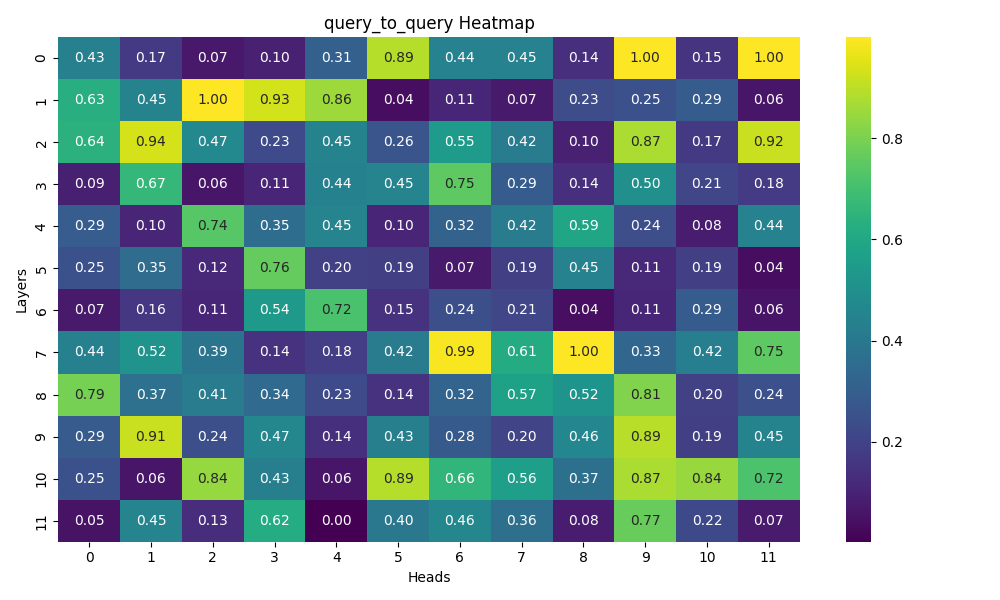 query_to_query Heatmap
0 0.43 0.17 0.07 0.10 0.31 0.89 0.44 0.45 0.14 1.00 0.15 1.00
1 0.63 0.45 1.00 0.93 0.86 0.04 0.11 0.07 0.23 0.25 0.29 0.06
2 0.64 0.94 0.47 0.23 0.45 0.26 0.55 0.42 0.10 0.87 0.17 0.92
0.8
3 0.09 0.67 0.06 0.11 0.44 0.45 0.75 0.29 0.14 0.50 0.21 0.18
4 0.29 0.10 0.74 0.35 0.45 0.10 0.32 0.42 0.59 0.24 0.08 0.44
0.6
5 0.25 0.35 0.12 0.76 0.20 0.19 0.07 0.19 0.45 0.11 0.19 0.04
Layers
6 0.07 0.16 0.11 0.54 0.72 0.15 0.24 0.21 0.04 0.11 0.29 0.06
0.4
7 0.44 0.52 0.39 0.14 0.18 0.42 0.99 0.61 1.00 0.33 0.42 0.75
8 0.79 0.37 0.41 0.34 0.23 0.14 0.32 0.57 0.52 0.81 0.20 0.24
9 0.29 0.91 0.24 0.47 0.14 0.43 0.28 0.20 0.46 0.89 0.19 0.45
0.2
10 0.25 0.06 0.84 0.43 0.06 0.89 0.66 0.56 0.37 0.87 0.84 0.72
11 0.05 0.45 0.13 0.62 0.00 0.40 0.46 0.36 0.08 0.77 0.22 0.07
0 1 2 3 4 5 6 7 8 9 10 11
Heads